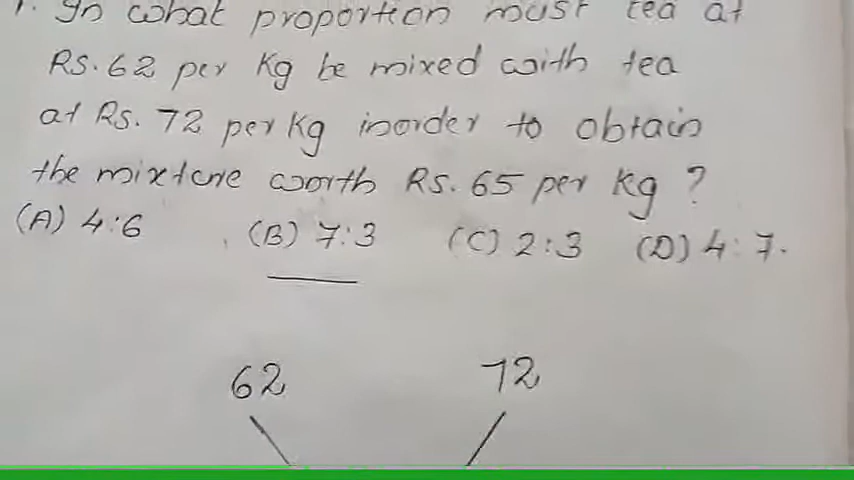 1. In what proportion must tea at
Rs. 62 per Kg be mixed with tea
at Rs. 72 per Kg inorder to obtain
the mixture worth Rs. 65 per Kg ?
(A) 4:6 (B) 7:3 (C) 2:3 (D) 4:7.
62 72